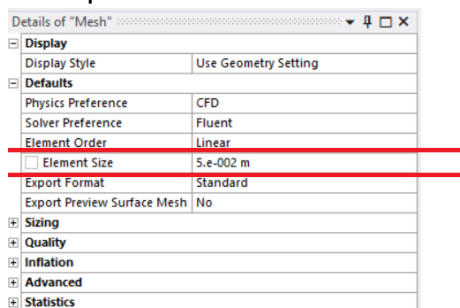 Details of "Mesh"
Display
Display Style Use Geometry Setting
Defaults
Physics Preference CFD
Solver Preference Fluent
Element Order Linear
Element Size 5.e-002 m
Export Format Standard
Export Preview Surface Mesh No
Sizing
Quality
Inflation
Advanced
Statistics